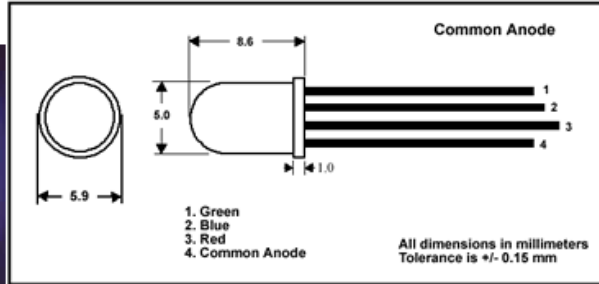 Common Anode
8.6
5.0
5.9
1.0
1
2
3
4
1. Green
2. Blue
3. Red
4. Common Anode
All dimensions in millimeters
Tolerance is +/- 0.15 mm